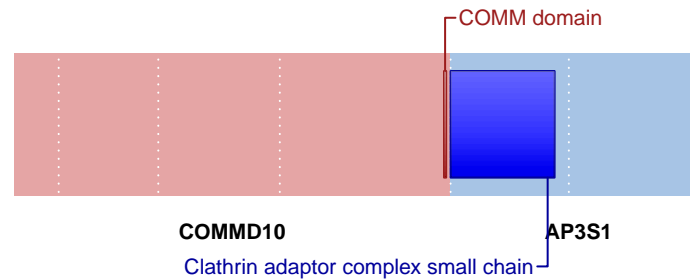 COMM domain
COMMD10 AP3S1
Clathrin adaptor complex small chain